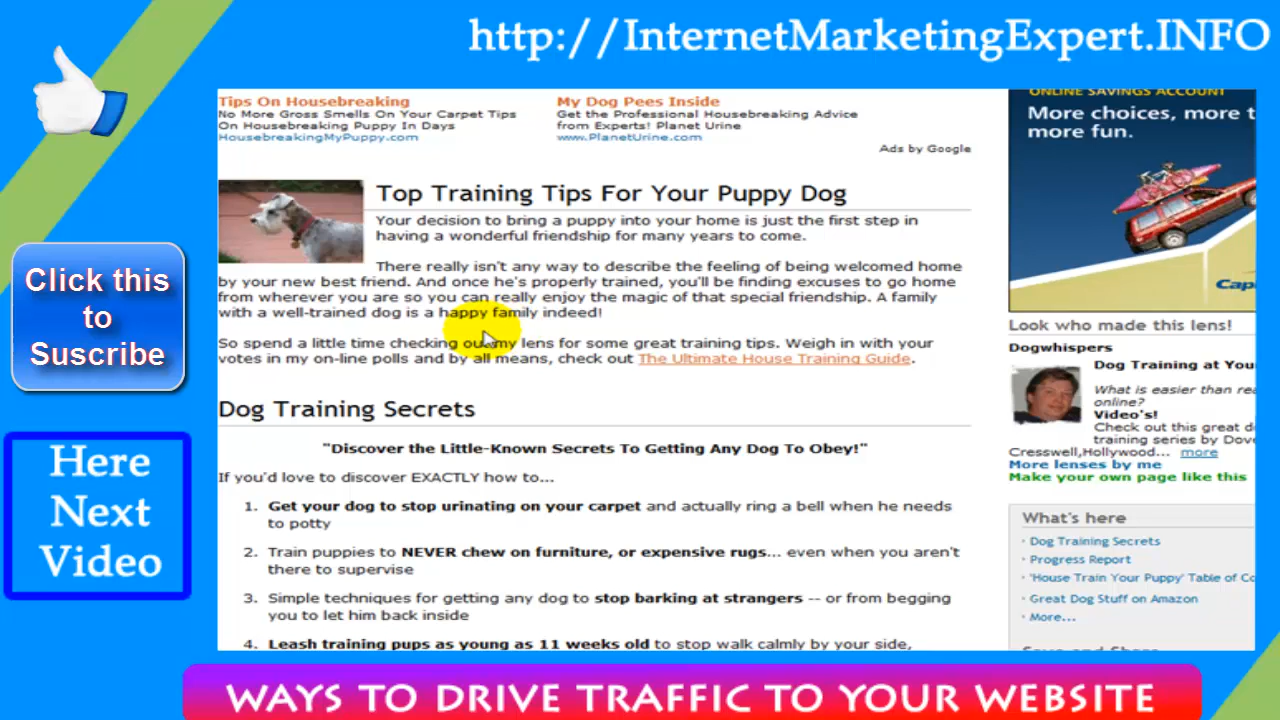 http://InternetMarketingExpert.INFO
Click this
to
Suscribe
Here
Next
Video
Tips On Housebreaking
No More Gross Smells On Your Carpet Tips
On Housebreaking Puppy In Days
HousebreakingMyPuppy.com
My Dog Pees Inside
Get the Professional Housebreaking Advice
from Experts! Planet Urine
www.PlanetUrine.com
Ads by Google
Top Training Tips For Your Puppy Dog
Your decision to bring a puppy into your home is just the first step in
having a wonderful friendship for many years to come.
There really isn't any way to describe the feeling of being welcomed home
by your new best friend. And once he's properly trained, you'll be finding excuses to go home
from wherever you are so you can really enjoy the magic of that special friendship. A family
with a well-trained dog is a happy family indeed!
So spend a little time checking out my lens for some great training tips. Weigh in with your
votes in my on-line polls and by all means, check out The Ultimate House Training Guide.
Dog Training Secrets
"Discover the Little-Known Secrets To Getting Any Dog To Obey!"
If you'd love to discover EXACTLY how to...
1. Get your dog to stop urinating on your carpet and actually ring a bell when he needs
to potty
2. Train puppies to NEVER chew on furniture, or expensive rugs... even when you aren't
there to supervise
3. Simple techniques for getting any dog to stop barking at strangers -- or from begging
you to let him back inside
4. Leash training pups as young as 11 weeks old to stop walk calmly by your side,
ONLINE SAVINGS ACCOUNT
More choices, more t
more fun.
Cap
Look who made this lens!
Dogwhispers
Dog Training at You
What is easier than re
online?
Video's!
Check out this great d
training series by Dov
Cresswell,Hollywood... more
More lenses by me
Make your own page like this
What's here
Dog Training Secrets
Progress Report
'House Train Your Puppy' Table of Co
Great Dog Stuff on Amazon
More...
Save and Share
WAYS TO DRIVE TRAFFIC TO YOUR WEBSITE